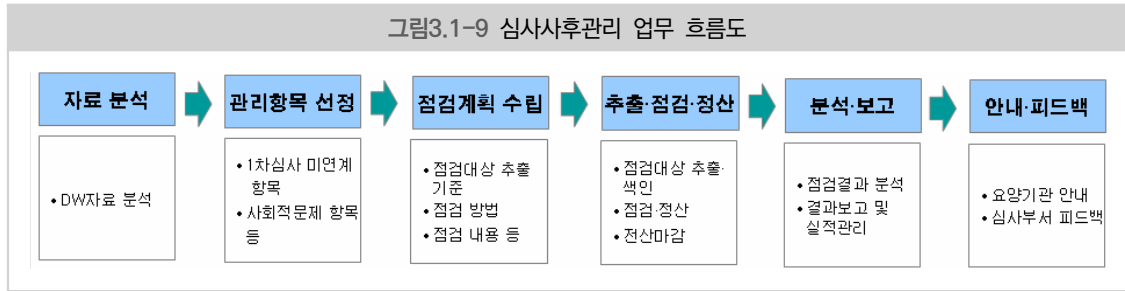 그림3.1-9 심사사후관리 업무 흐름도
자료 분석
• DW자료 분석
관리항목 선정
• 1차심사 미연계
항목
• 사회적문제 항목
등
점검계획 수립
• 점검대상 추출
기준
• 점검 방법
• 점검 내용 등
추출·점검·정산
• 점검대상 추출·
색인
• 점검·정산
• 전산마감
분석·보고
• 점검결과 분석
• 결과보고 및
실적관리
안내·피드백
• 요양기관 안내
• 심사부서 피드백